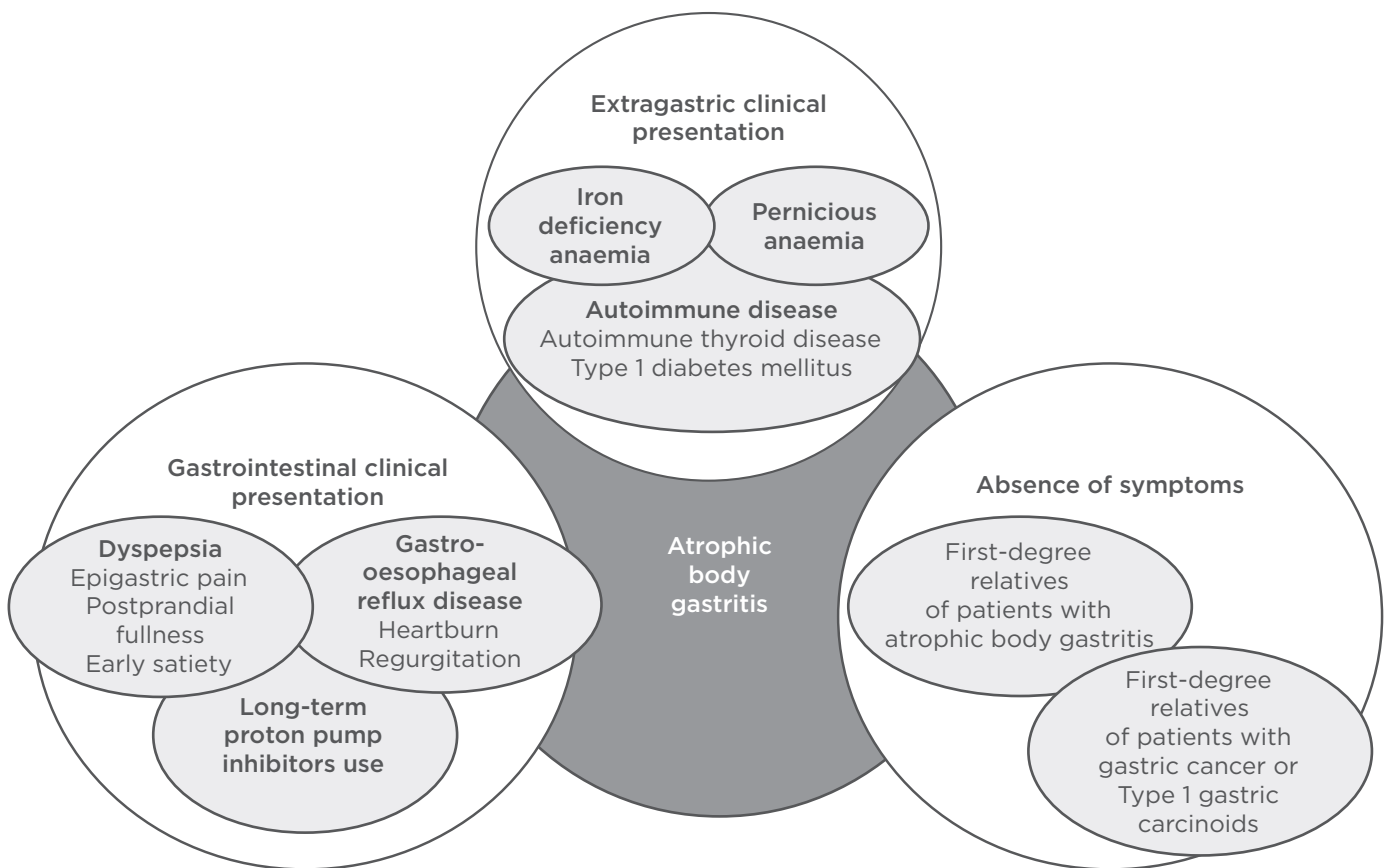 Extragastric clinical
presentation
Iron
deficiency
anaemia
Pernicious
anaemia
Autoimmune disease
Autoimmune thyroid disease
Type 1 diabetes mellitus
Gastrointestinal clinical
presentation
Dyspepsia
Epigastric pain
Postprandial
fullness
Early satiety
Gastro-
oesophageal
reflux disease
Heartburn
Regurgitation
Long-term
proton pump
inhibitors use
Atrophic
body
gastritis
Absence of symptoms
First-degree
relatives
of patients with
atrophic body gastritis
First-degree
relatives
of patients with
gastric cancer or
Type 1 gastric
carcinoids